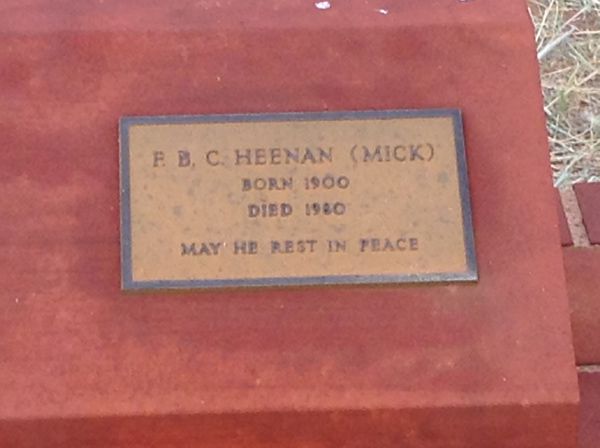 F. B. C. HEENAN (MICK)
BORN 1900
DIED 1980
MAY HE REST IN PEACE